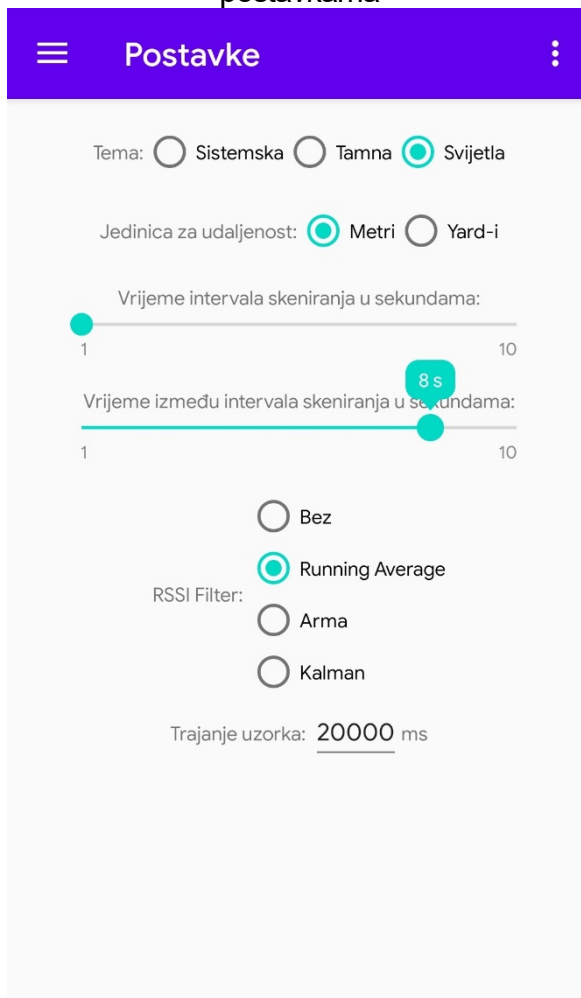 postavkama
Postavke
Tema: Sistemska Tamna Svijetla
Jedinica za udaljenost: Metri Yard-i
Vrijeme intervala skeniranja u sekundama:
1 10
8 s
Vrijeme između intervala skeniranja u sekundama:
1 10
Bez
Running Average
RSSI Filter:
Arma
Kalman
Trajanje uzorka: 20000 ms